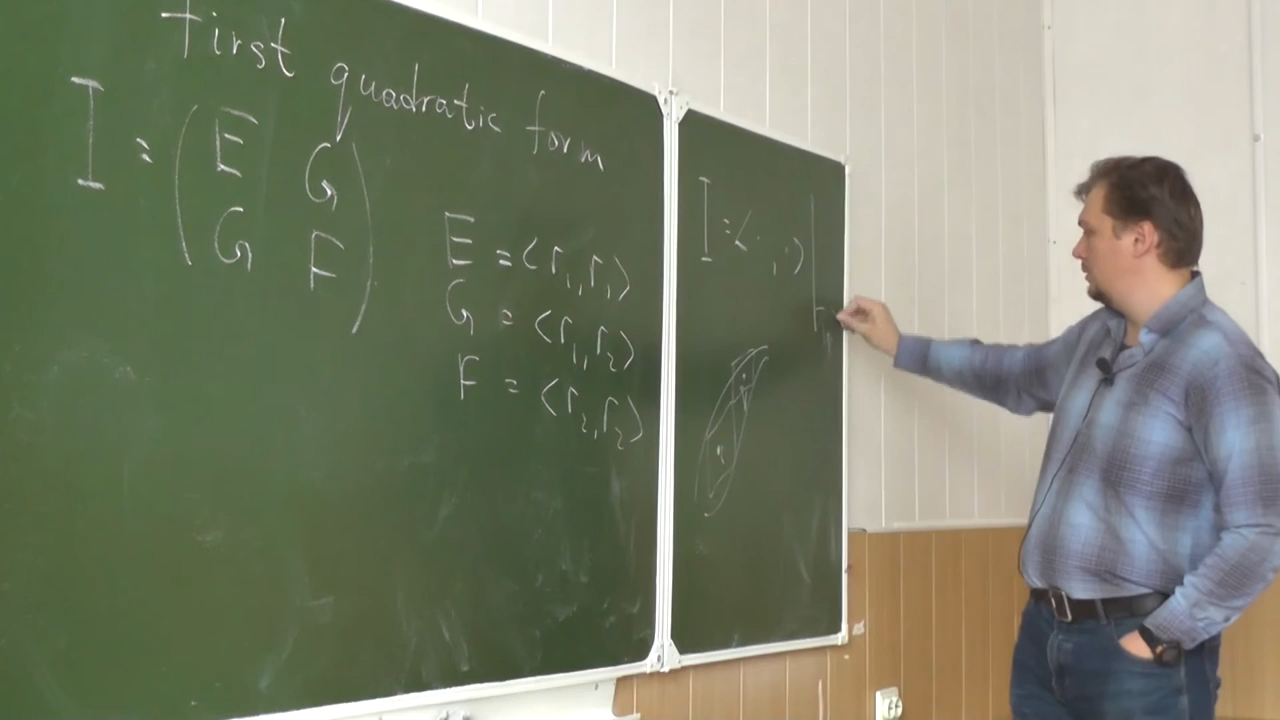 First quadratic form
I = ( E G
G F )
E = ⟨r₁, r₁⟩
G = ⟨r₁, r₂⟩
F = ⟨r₂, r₂⟩
I = ⟨· , ·⟩|